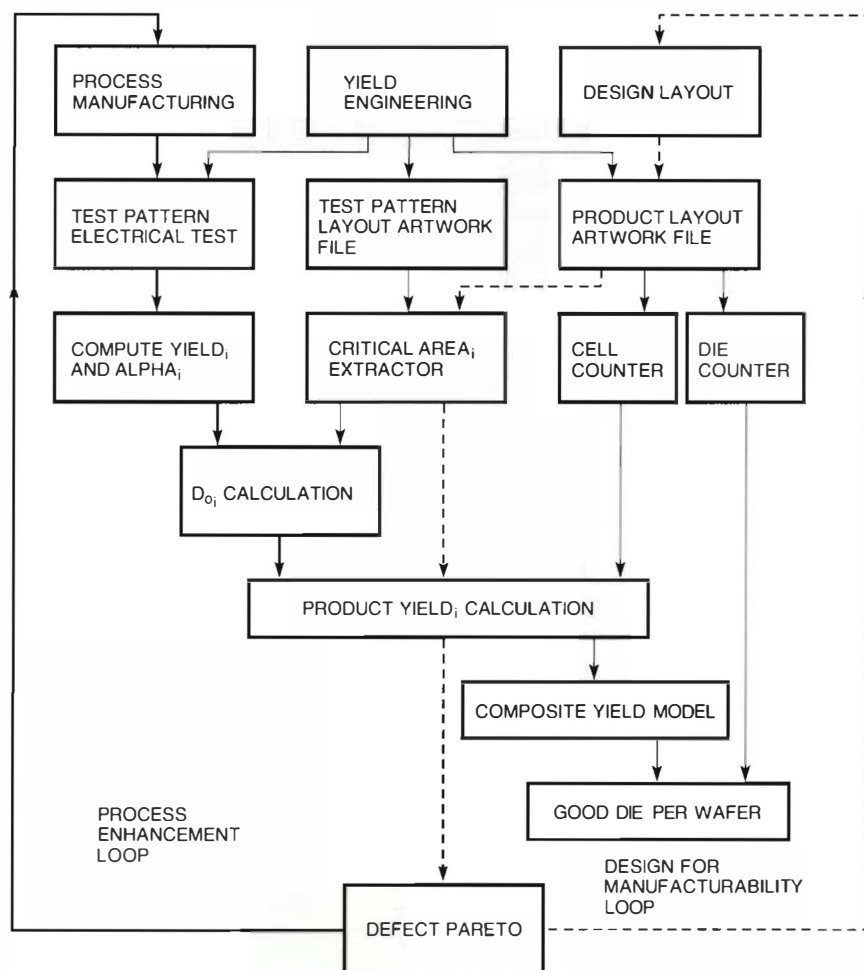 PROCESS
MANUFACTURING
YIELD
ENGINEERING
DESIGN LAYOUT
TEST PATTERN
ELECTRICAL TEST
TEST PATTERN
LAYOUT ARTWORK
FILE
PRODUCT LAYOUT
ARTWORK FILE
COMPUTE YIELDi
AND ALPHAi
CRITICAL AREAi
EXTRACTOR
CELL
COUNTER
DIE
COUNTER
D0i CALCULATION
PRODUCT YIELDi CALCULATION
COMPOSITE YIELD MODEL
GOOD DIE PER WAFER
PROCESS
ENHANCEMENT
LOOP
DESIGN FOR
MANUFACTURABILITY
LOOP
DEFECT PARETO